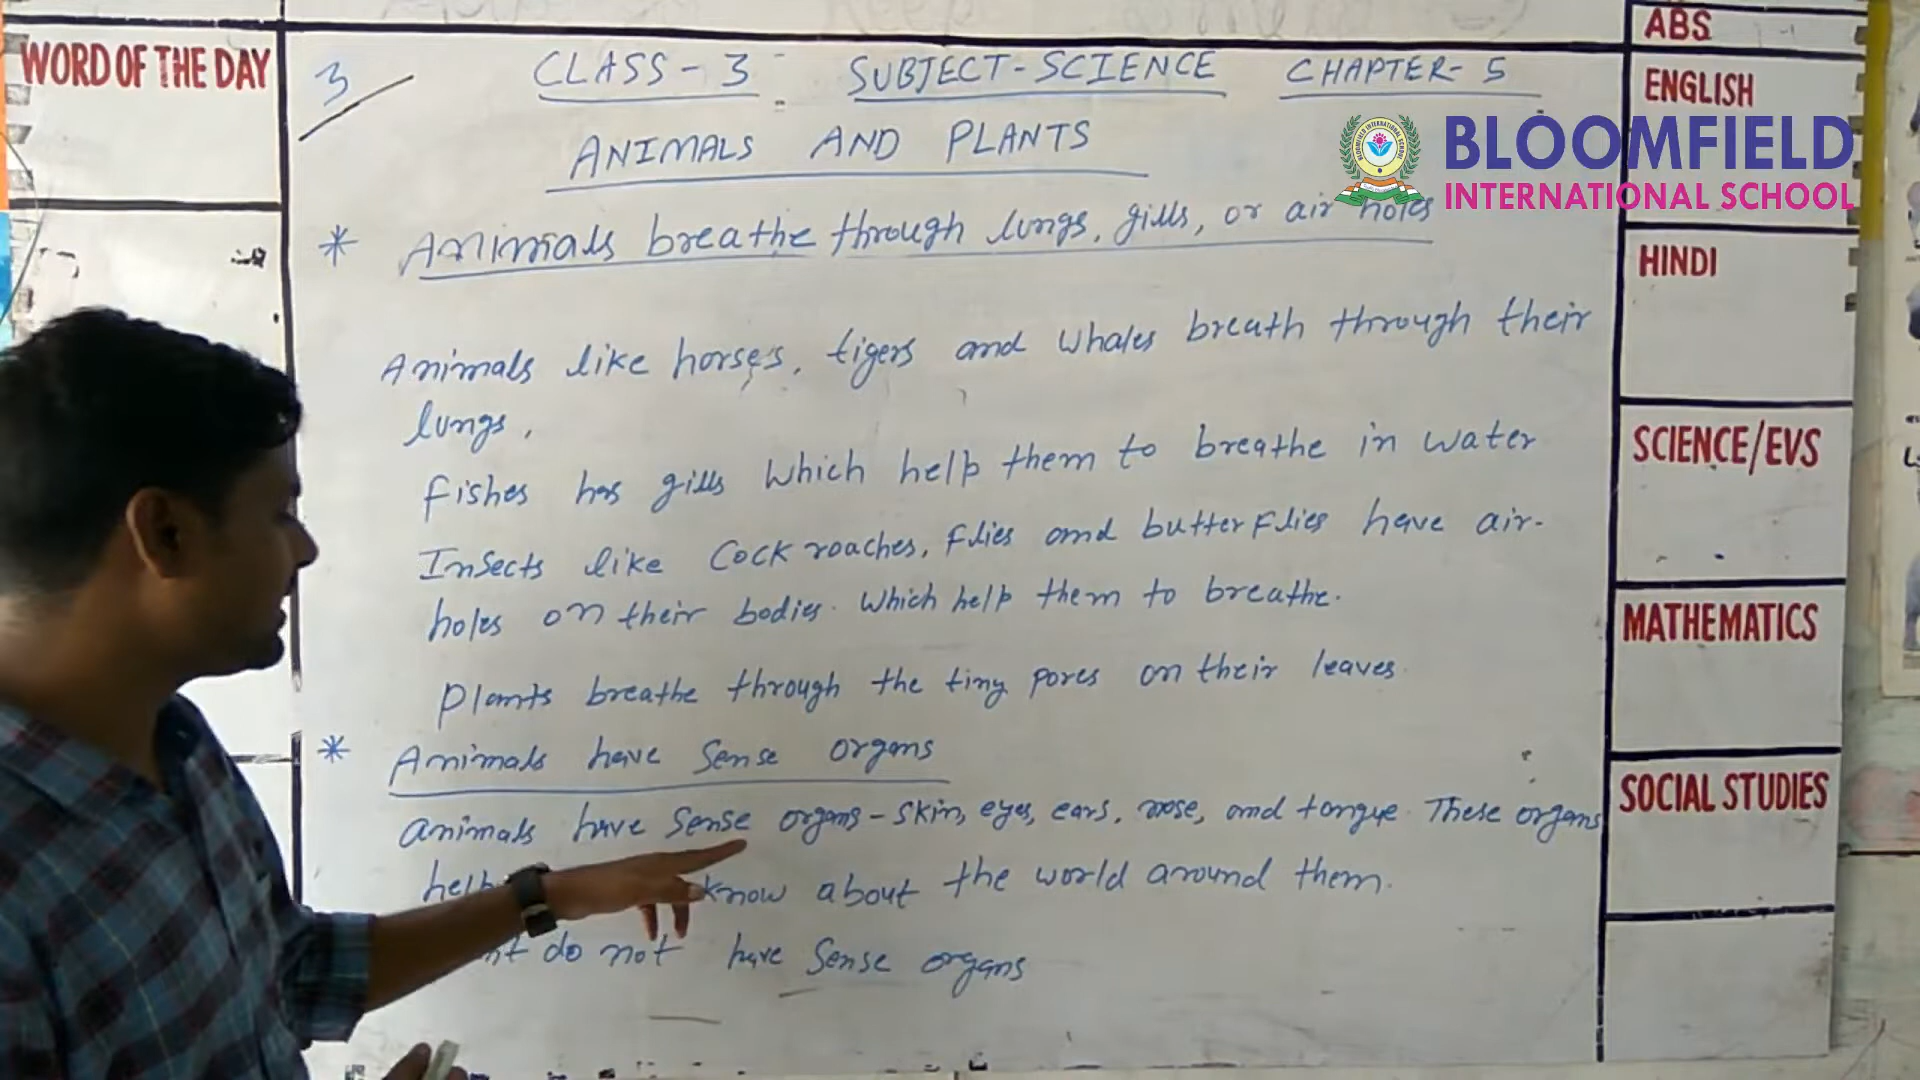 WORD OF THE DAY
3
CLASS-3 SUBJECT-SCIENCE CHAPTER-5
ANIMALS AND PLANTS
* Animals breathe through lungs, gills, or air holes
Animals like horses, tigers and whales breath through their
lungs,
fishes has gills which help them to breathe in water
Insects like Cockroaches, flies and butterflies have air-
holes on their bodies. Which help them to breathe.
Plants breathe through the tiny pores on their leaves.
* Animals have sense organs
animals have sense organs - skin, eyes, ears, nose, and tongue. These organs
know about the world around them.
do not have sense organs
ABS
ENGLISH
HINDI
SCIENCE/EVS
MATHEMATICS
SOCIAL STUDIES
BLOOMFIELD
INTERNATIONAL SCHOOL